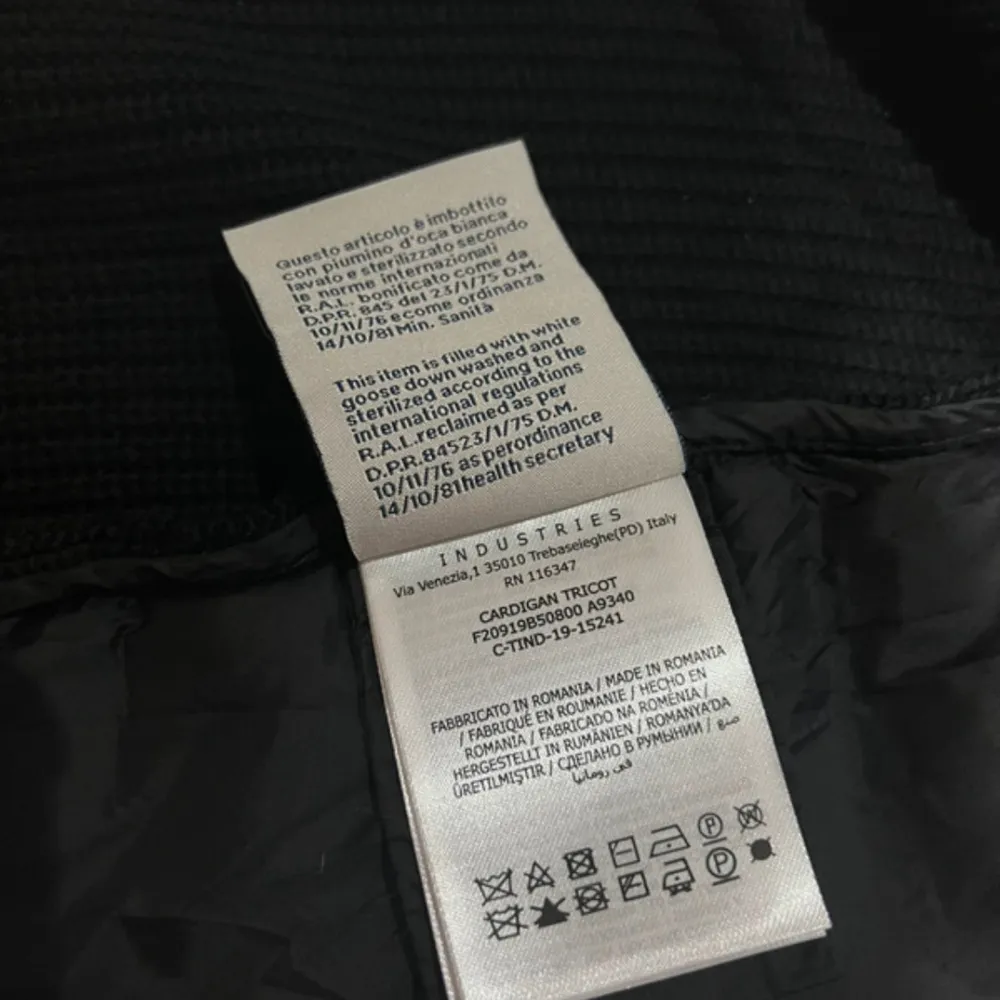 Questo articolo è imbottito
con piumino d'oca bianca
lavato e sterilizzato secondo
le norme internazionali
R.A.L. bonificato come da
D.P.R. 845 del 23/1/75 D.M.
10/11/76 e come ordinanza
14/10/81 Min. Sanità
This item is filled with white
goose down washed and
sterilized according to the
international regulations
R.A.L.reclaimed as per
D.P.R.84523/1/75 D.M.
10/11/76 as perordinance
14/10/81health secretary
INDUSTRIES
Via Venezia,1 35010 Trebaseleghe(PD) Italy
RN 116347
CARDIGAN TRICOT
F20919B50800 A9340
C-TIND-19-15241
FABBRICATO IN ROMANIA / MADE IN ROMANIA
/ FABRIQUÉ EN ROUMANIE / HECHO EN
ROMANIA / FABRICADO NA ROMÉNIA /
HERGESTELLT IN RUMÄNIEN / ROMANYA'DA
ÜRETILMIŞTIR / СДЕЛАНО В РУМЫНИИ / صنع
في رومانيا
P W
P